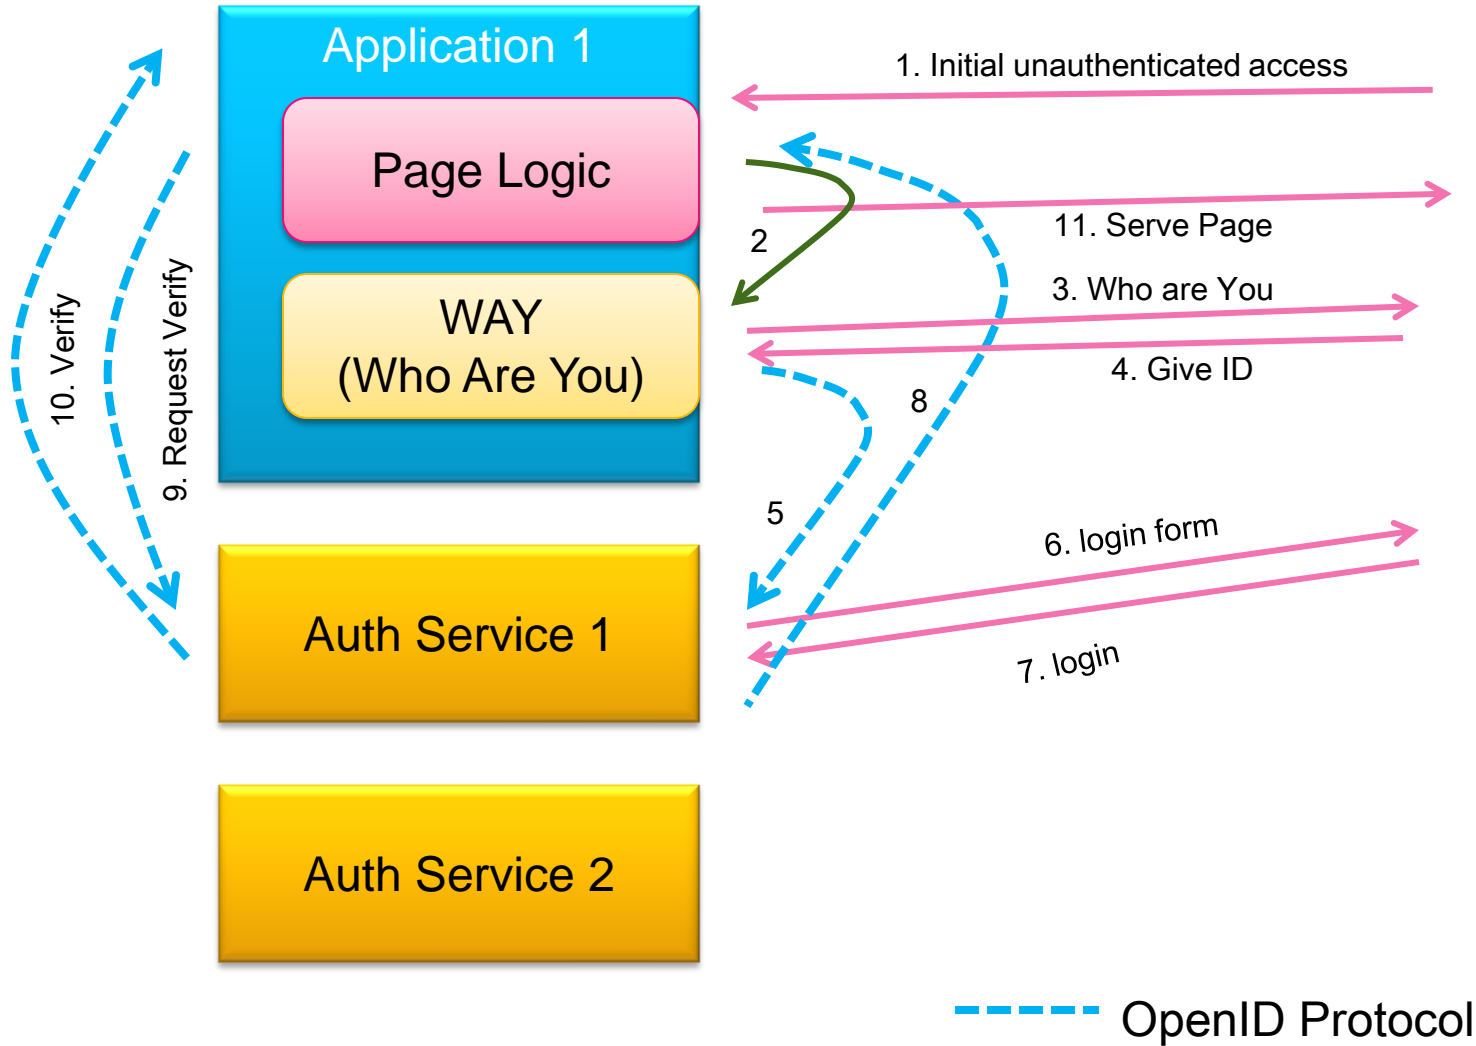 Application 1
1. Initial unauthenticated access
Page Logic
11. Serve Page
2
3. Who are You
WAY
(Who Are You)
4. Give ID
8
10. Verify
9. Request Verify
5
6. login form
Auth Service 1
7. login
Auth Service 2
OpenID Protocol